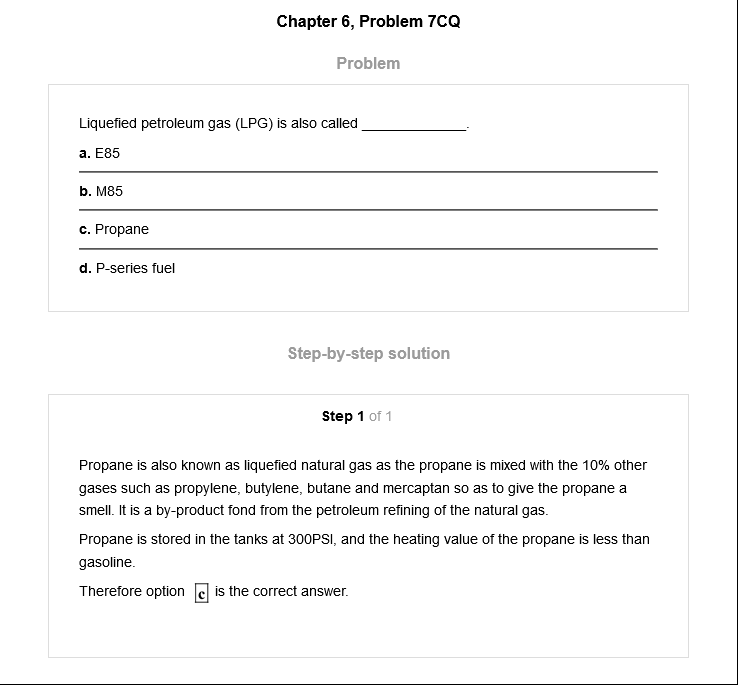 Chapter 6, Problem 7CQ
Problem
Liquefied petroleum gas (LPG) is also called ______________.
a. E85
b. M85
c. Propane
d. P-series fuel
Step-by-step solution
Step 1 of 1
Propane is also known as liquefied natural gas as the propane is mixed with the 10% other
gases such as propylene, butylene, butane and mercaptan so as to give the propane a
smell. It is a by-product fond from the petroleum refining of the natural gas.
Propane is stored in the tanks at 300PSI, and the heating value of the propane is less than
gasoline.
Therefore option c is the correct answer.